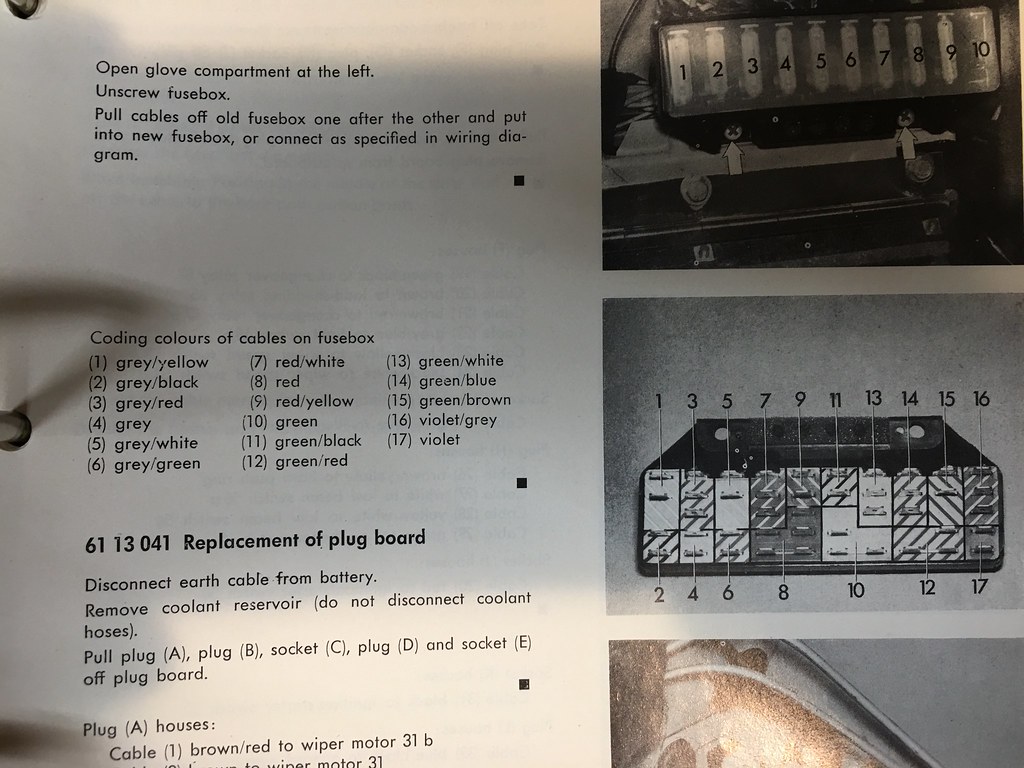 Open glove compartment at the left.
Unscrew fusebox.
Pull cables off old fusebox one after the other and put
into new fusebox, or connect as specified in wiring dia-
gram.
1 2 3 4 5 6 7 8 9 10
Coding colours of cables on fusebox
(1) grey/yellow (7) red/white (13) green/white
(2) grey/black (8) red (14) green/blue
(3) grey/red (9) red/yellow (15) green/brown
(4) grey (10) green (16) violet/grey
(5) grey/white (11) green/black (17) violet
(6) grey/green (12) green/red
1 3 5 7 9 11 13 14 15 16
2 4 6 8 10 12 17
61 13 041 Replacement of plug board
Disconnect earth cable from battery.
Remove coolant reservoir (do not disconnect coolant
hoses).
Pull plug (A), plug (B), socket (C), plug (D) and socket (E)
off plug board.
Plug (A) houses:
Cable (1) brown/red to wiper motor 31 b
to wiper motor 31